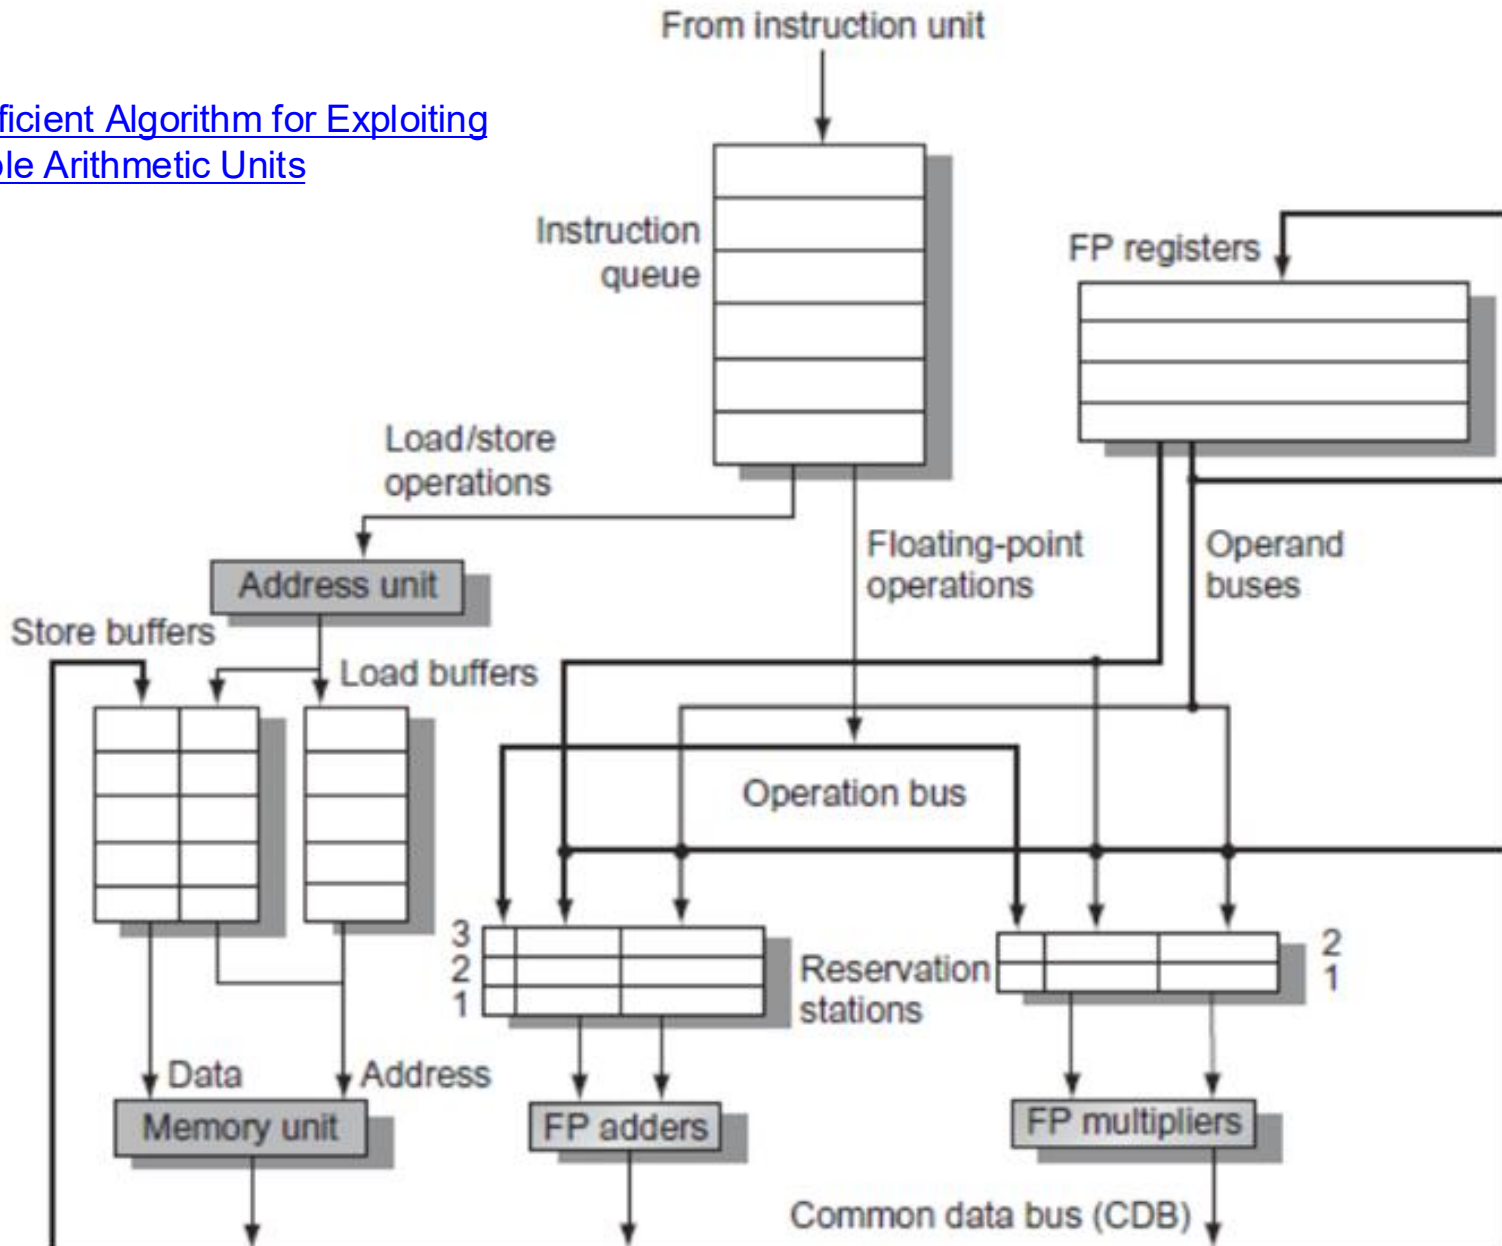 From instruction unit
ficient Algorithm for Exploiting
ple Arithmetic Units
Instruction
queue
FP registers
Load/store
operations
Floating-point
operations
Operand
buses
Address unit
Store buffers
Load buffers
Operation bus
3
2
1
Reservation
stations
2
1
Data
Address
Memory unit
FP adders
FP multipliers
Common data bus (CDB)